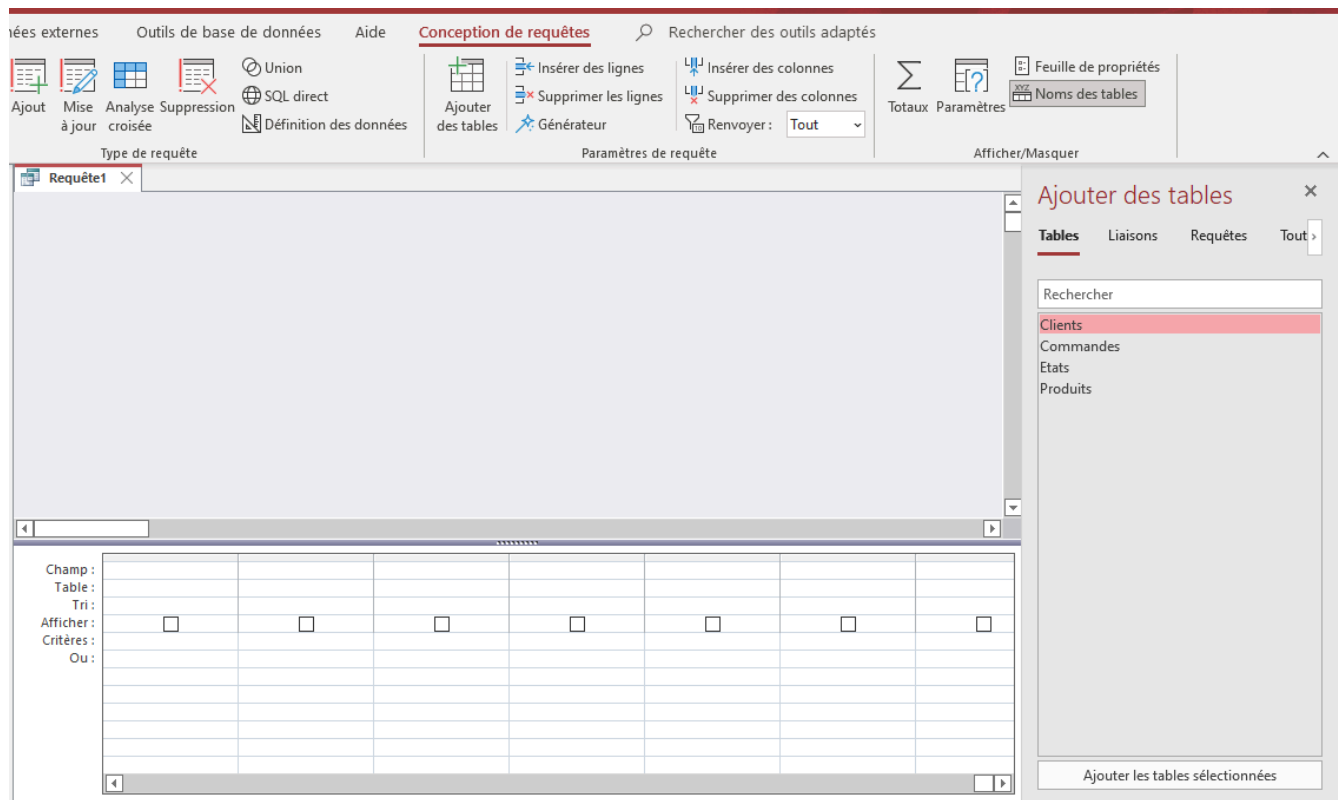 nées externes Outils de base de données Aide Conception de requêtes Rechercher des outils adaptés
Ajout
Mise à jour
Analyse croisée
Suppression
Union
SQL direct
Définition des données
Type de requête
Ajouter des tables
Insérer des lignes
Supprimer les lignes
Générateur
Insérer des colonnes
Supprimer des colonnes
Renvoyer : Tout
Paramètres de requête
Totaux
Paramètres
Feuille de propriétés
XYZ Noms des tables
Afficher/Masquer
Requête1
Champ :
Table :
Tri :
Afficher :
Critères :
Ou :
Ajouter des tables
Tables Liaisons Requêtes Tout
Rechercher
Clients
Commandes
Etats
Produits
Ajouter les tables sélectionnées